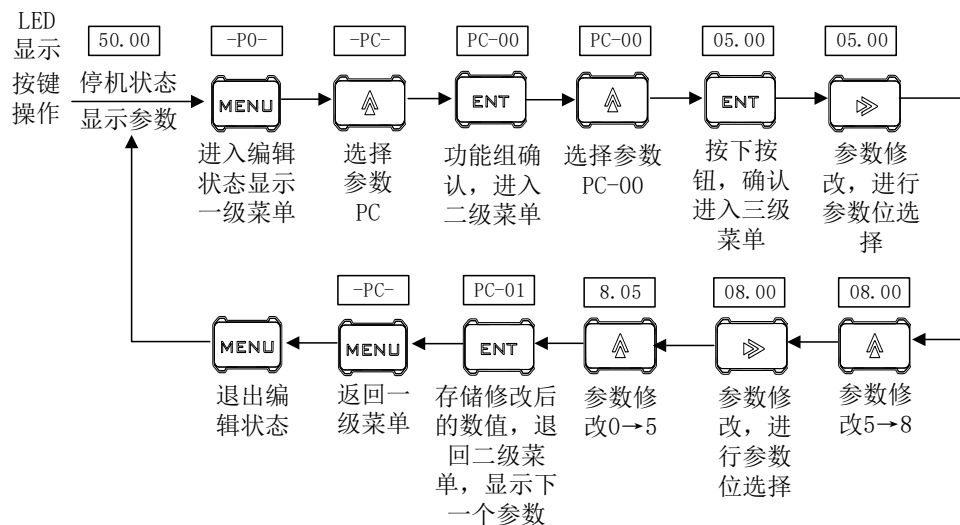 LED
显示
50.00
-P0-
-PC-
PC-00
PC-00
05.00
05.00
按键
操作
停机状态
显示参数
MENU
ENT
ENT
进入编辑
状态显示
一级菜单
选择
参数
PC
功能组确
认，进入
二级菜单
选择参数
PC-00
按下按
钮，确认
进入三级
菜单
参数修
改，进行
参数位选
择
-PC-
PC-01
8.05
08.00
08.00
MENU
MENU
ENT
退出编
辑状态
返回一
级菜单
存储修改后
的数值，退
回二级菜
单，显示下
一个参数
参数修
改0→5
参数修
改，进
行参数
位选择
参数修
改5→8